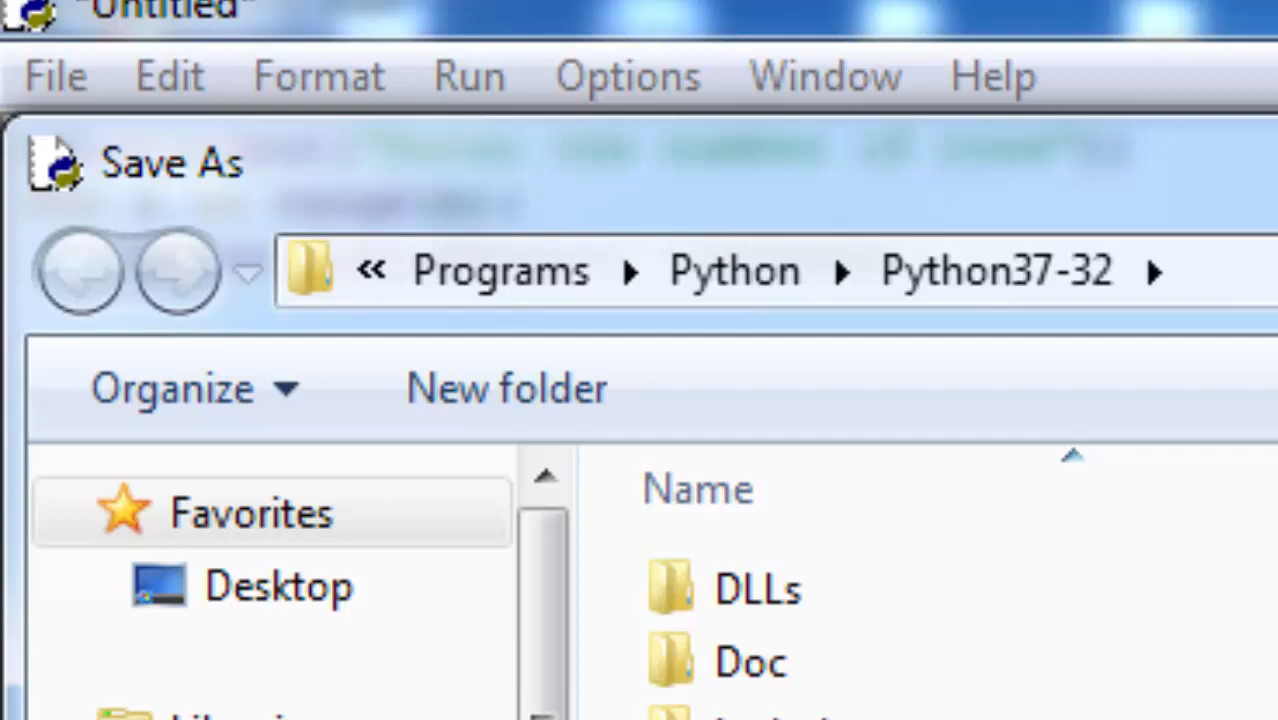 "Untitled"
File Edit Format Run Options Window Help
Save As
« Programs Python Python37-32
Organize New folder
Name
Favorites
Desktop
DLLs
Doc